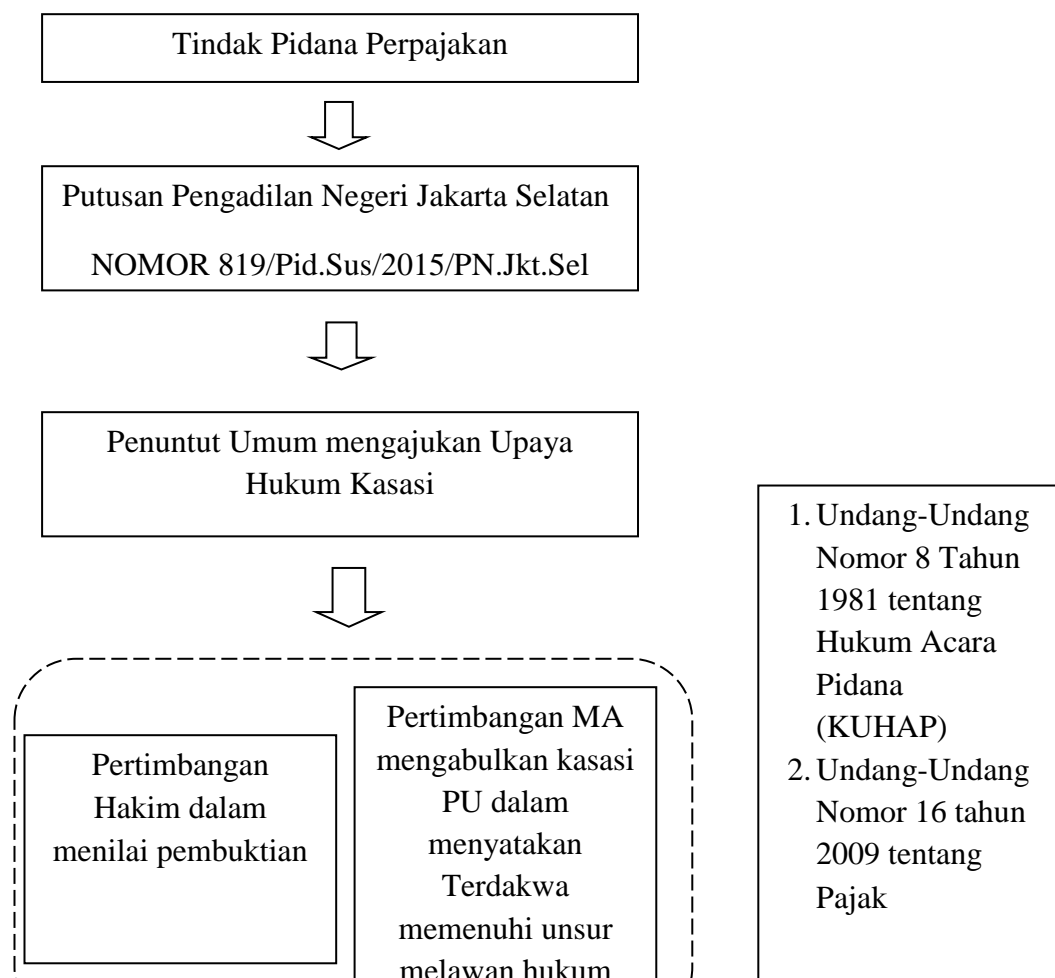 Tindak Pidana Perpajakan
Putusan Pengadilan Negeri Jakarta Selatan
NOMOR 819/Pid.Sus/2015/PN.Jkt.Sel
Penuntut Umum mengajukan Upaya
Hukum Kasasi
Pertimbangan
Hakim dalam
menilai pembuktian
Pertimbangan MA
mengabulkan kasasi
PU dalam
menyatakan
Terdakwa
memenuhi unsur
melawan hukum
1. Undang-Undang
Nomor 8 Tahun
1981 tentang
Hukum Acara
Pidana
(KUHAP)
2. Undang-Undang
Nomor 16 tahun
2009 tentang
Pajak